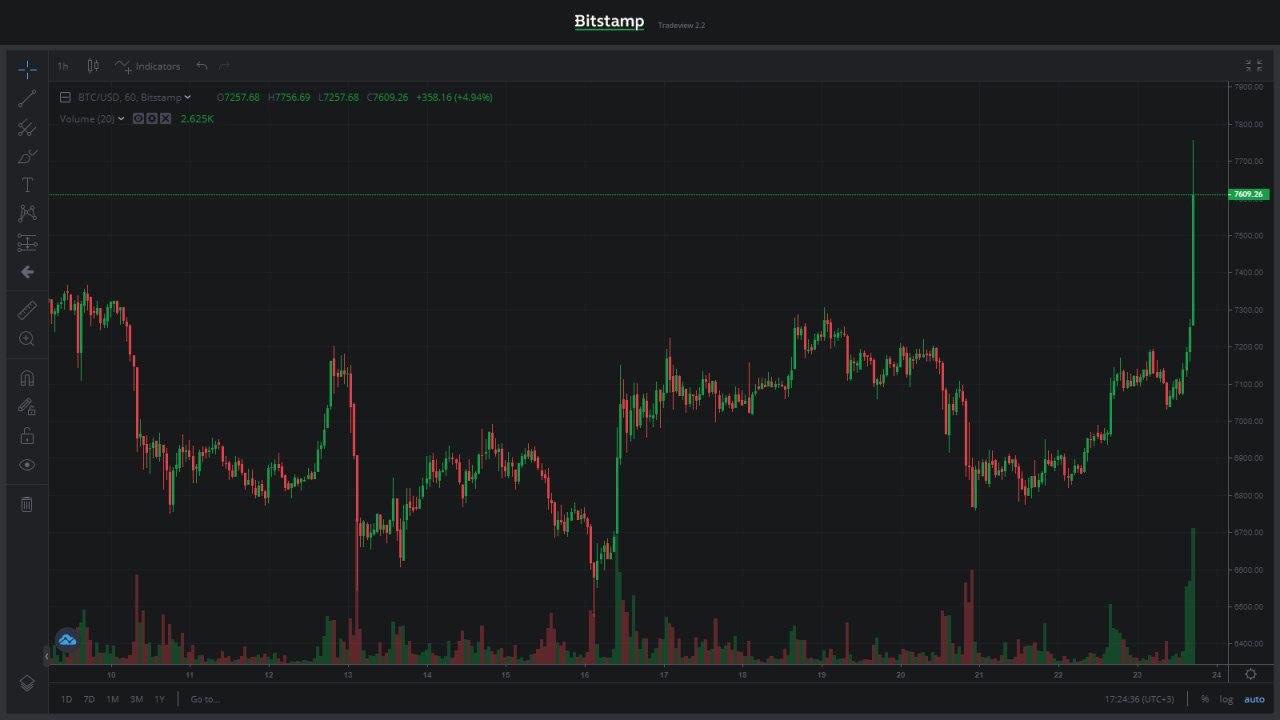 Bitstamp Tradeview 2.2
1h Indicators
BTC/USD, 60, Bitstamp O7257.68 H7756.69 L7257.68 C7609.26 +358.16 (+4.94%)
Volume (20) 2.625K
7900.00
7800.00
7700.00
7609.26
7500.00
7400.00
7300.00
7200.00
7100.00
7000.00
6900.00
6800.00
6700.00
6600.00
6500.00
6400.00
10 11 12 13 14 15 16 17 18 19 20 21 22 23 24
1D 7D 1M 3M 1Y Go to... 17:24:36 (UTC+3) % log auto